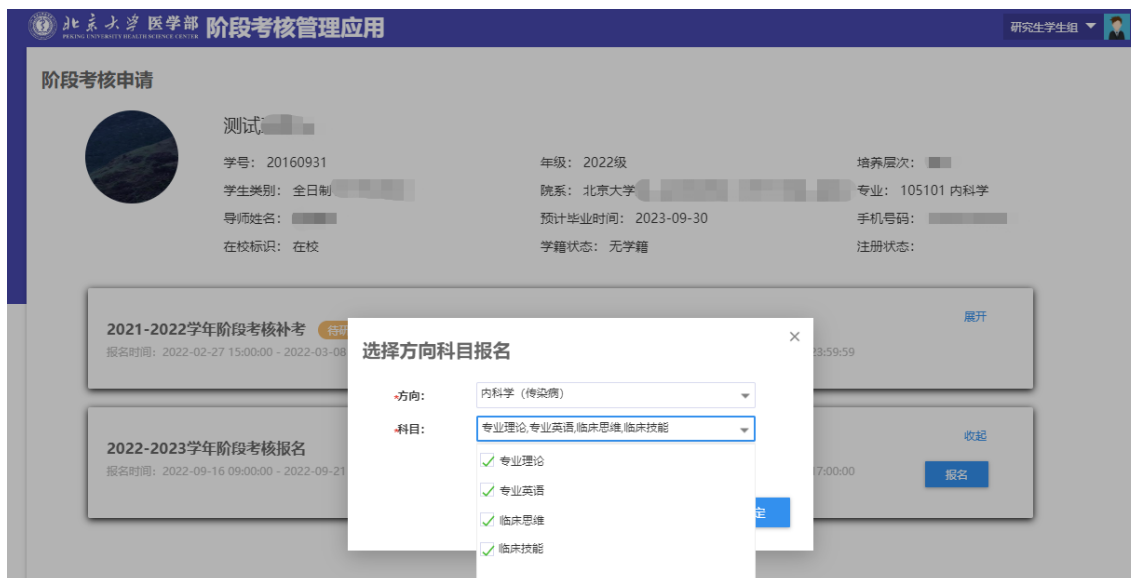 北京大学 医学部 阶段考核管理应用
PEKING UNIVERSITY HEALTH SCIENCE CENTER
研究生学生组
阶段考核申请
测试
学号： 20160931 年级： 2022级 培养层次：
学生类别： 全日制 院系： 北京大学 专业： 105101 内科学
导师姓名： 预计毕业时间： 2023-09-30 手机号码：
在校标识： 在校 学籍状态： 无学籍 注册状态：
2021-2022学年阶段考核补考 待研 展开
报名时间： 2022-02-27 15:00:00 - 2022-03-08 23:59:59
选择方向科目报名 ×
*方向： 内科学（传染病）
*科目： 专业理论,专业英语,临床思维,临床技能
专业理论
专业英语
临床思维
临床技能
定
2022-2023学年阶段考核报名 收起
报名时间： 2022-09-16 09:00:00 - 2022-09-21 17:00:00
报名